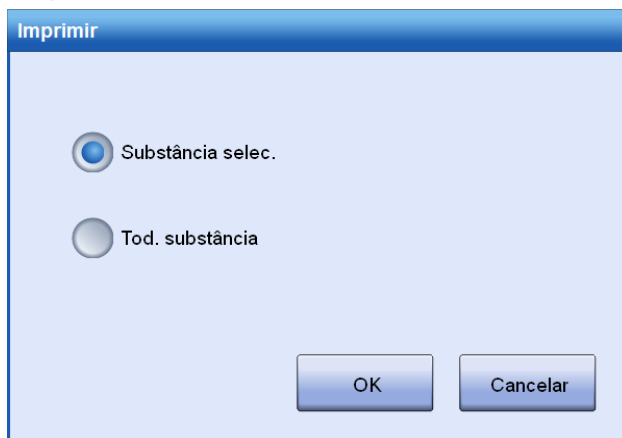 Imprimir
Substância selec.
Tod. substância
OK
Cancelar